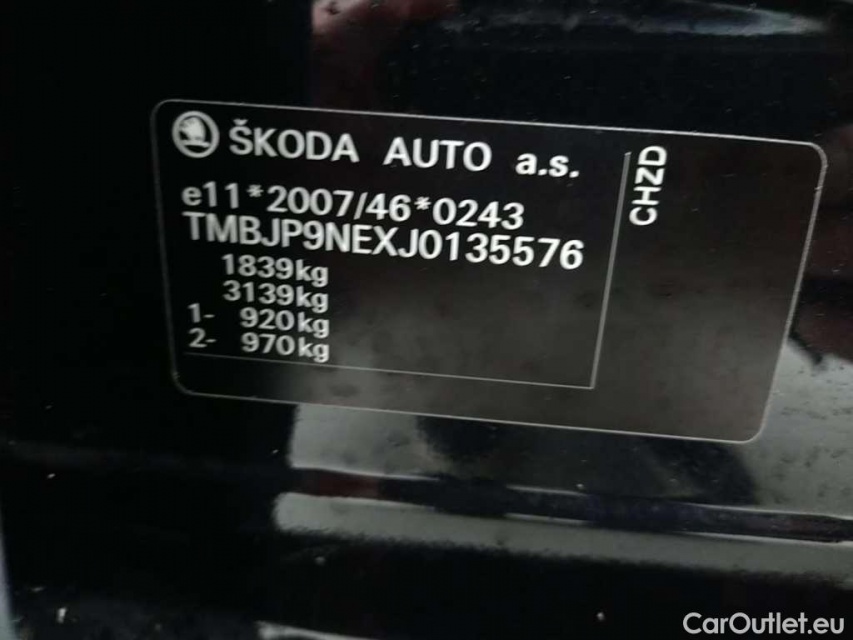 ŠKODA AUTO a.s.
e11*2007/46*0243
TMBJP9NEXJ0135576
1839kg
3139kg
1- 920kg
2- 970kg
CHZD
CarOutlet.eu